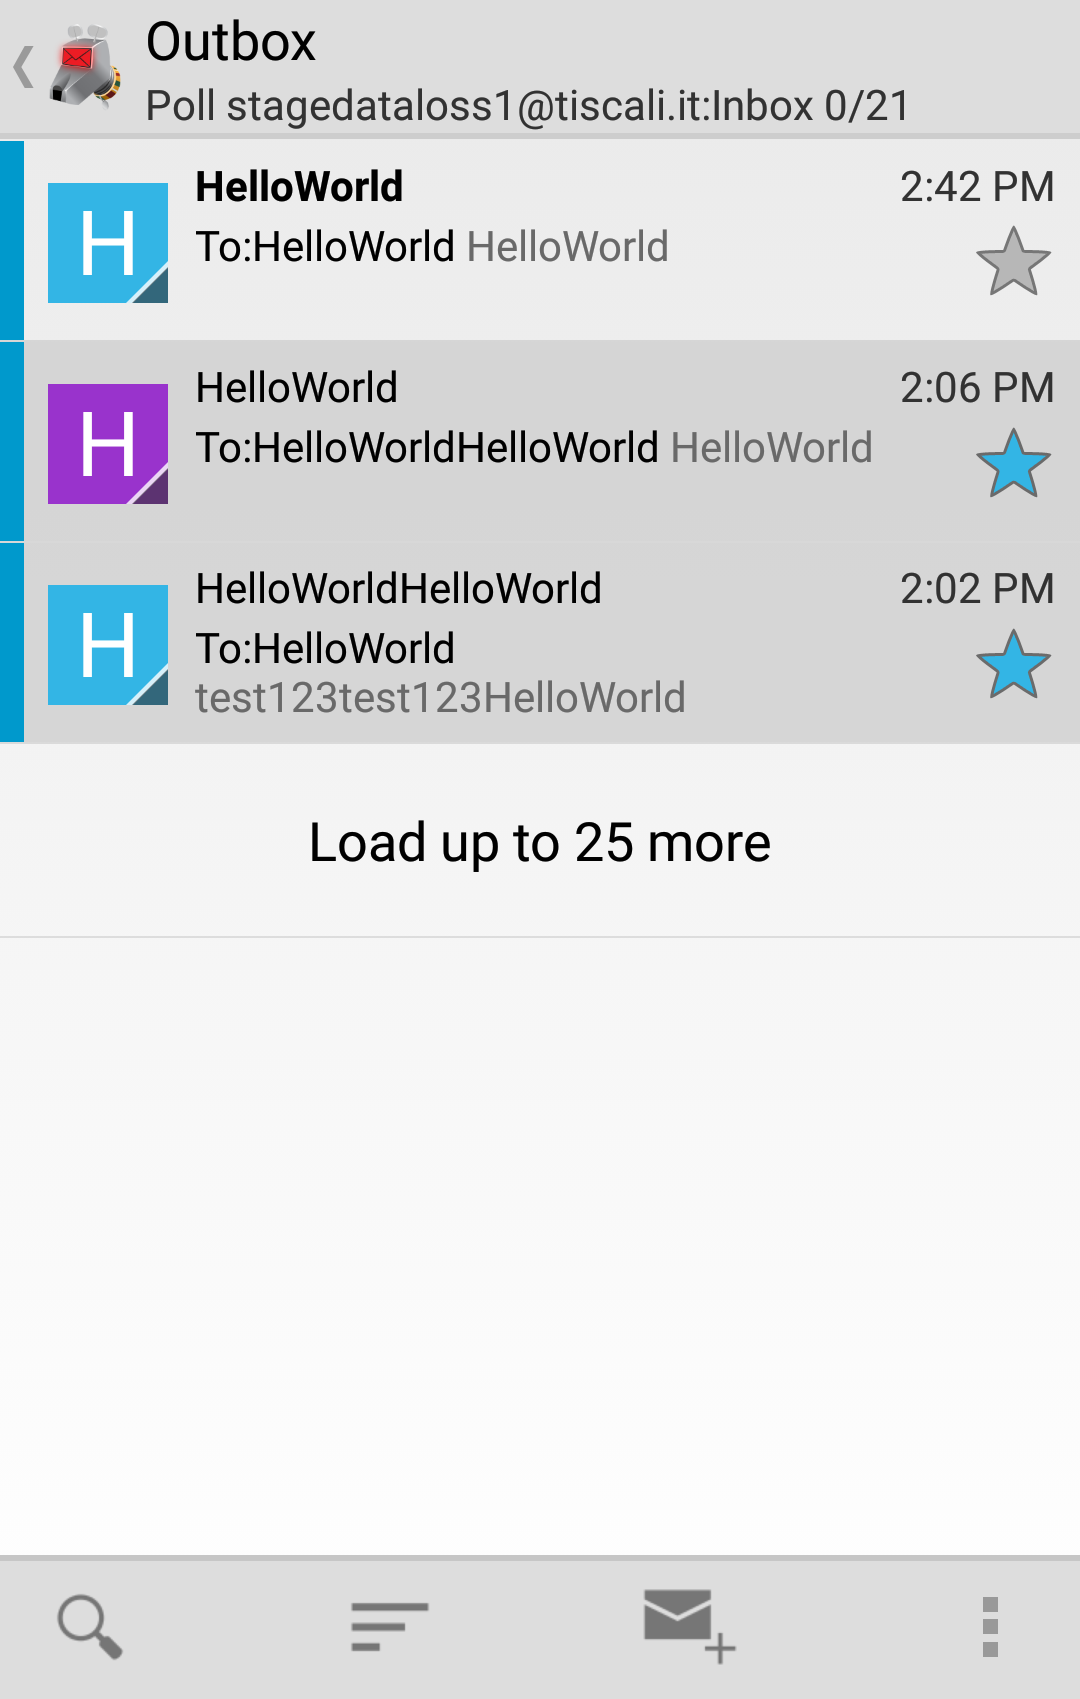 Outbox
Poll stagedataloss1@tiscali.it:Inbox 0/21
H
HelloWorld
2:42 PM
To:HelloWorld HelloWorld
H
HelloWorld
2:06 PM
To:HelloWorldHelloWorld HelloWorld
H
HelloWorldHelloWorld
2:02 PM
To:HelloWorld
test123test123HelloWorld
Load up to 25 more